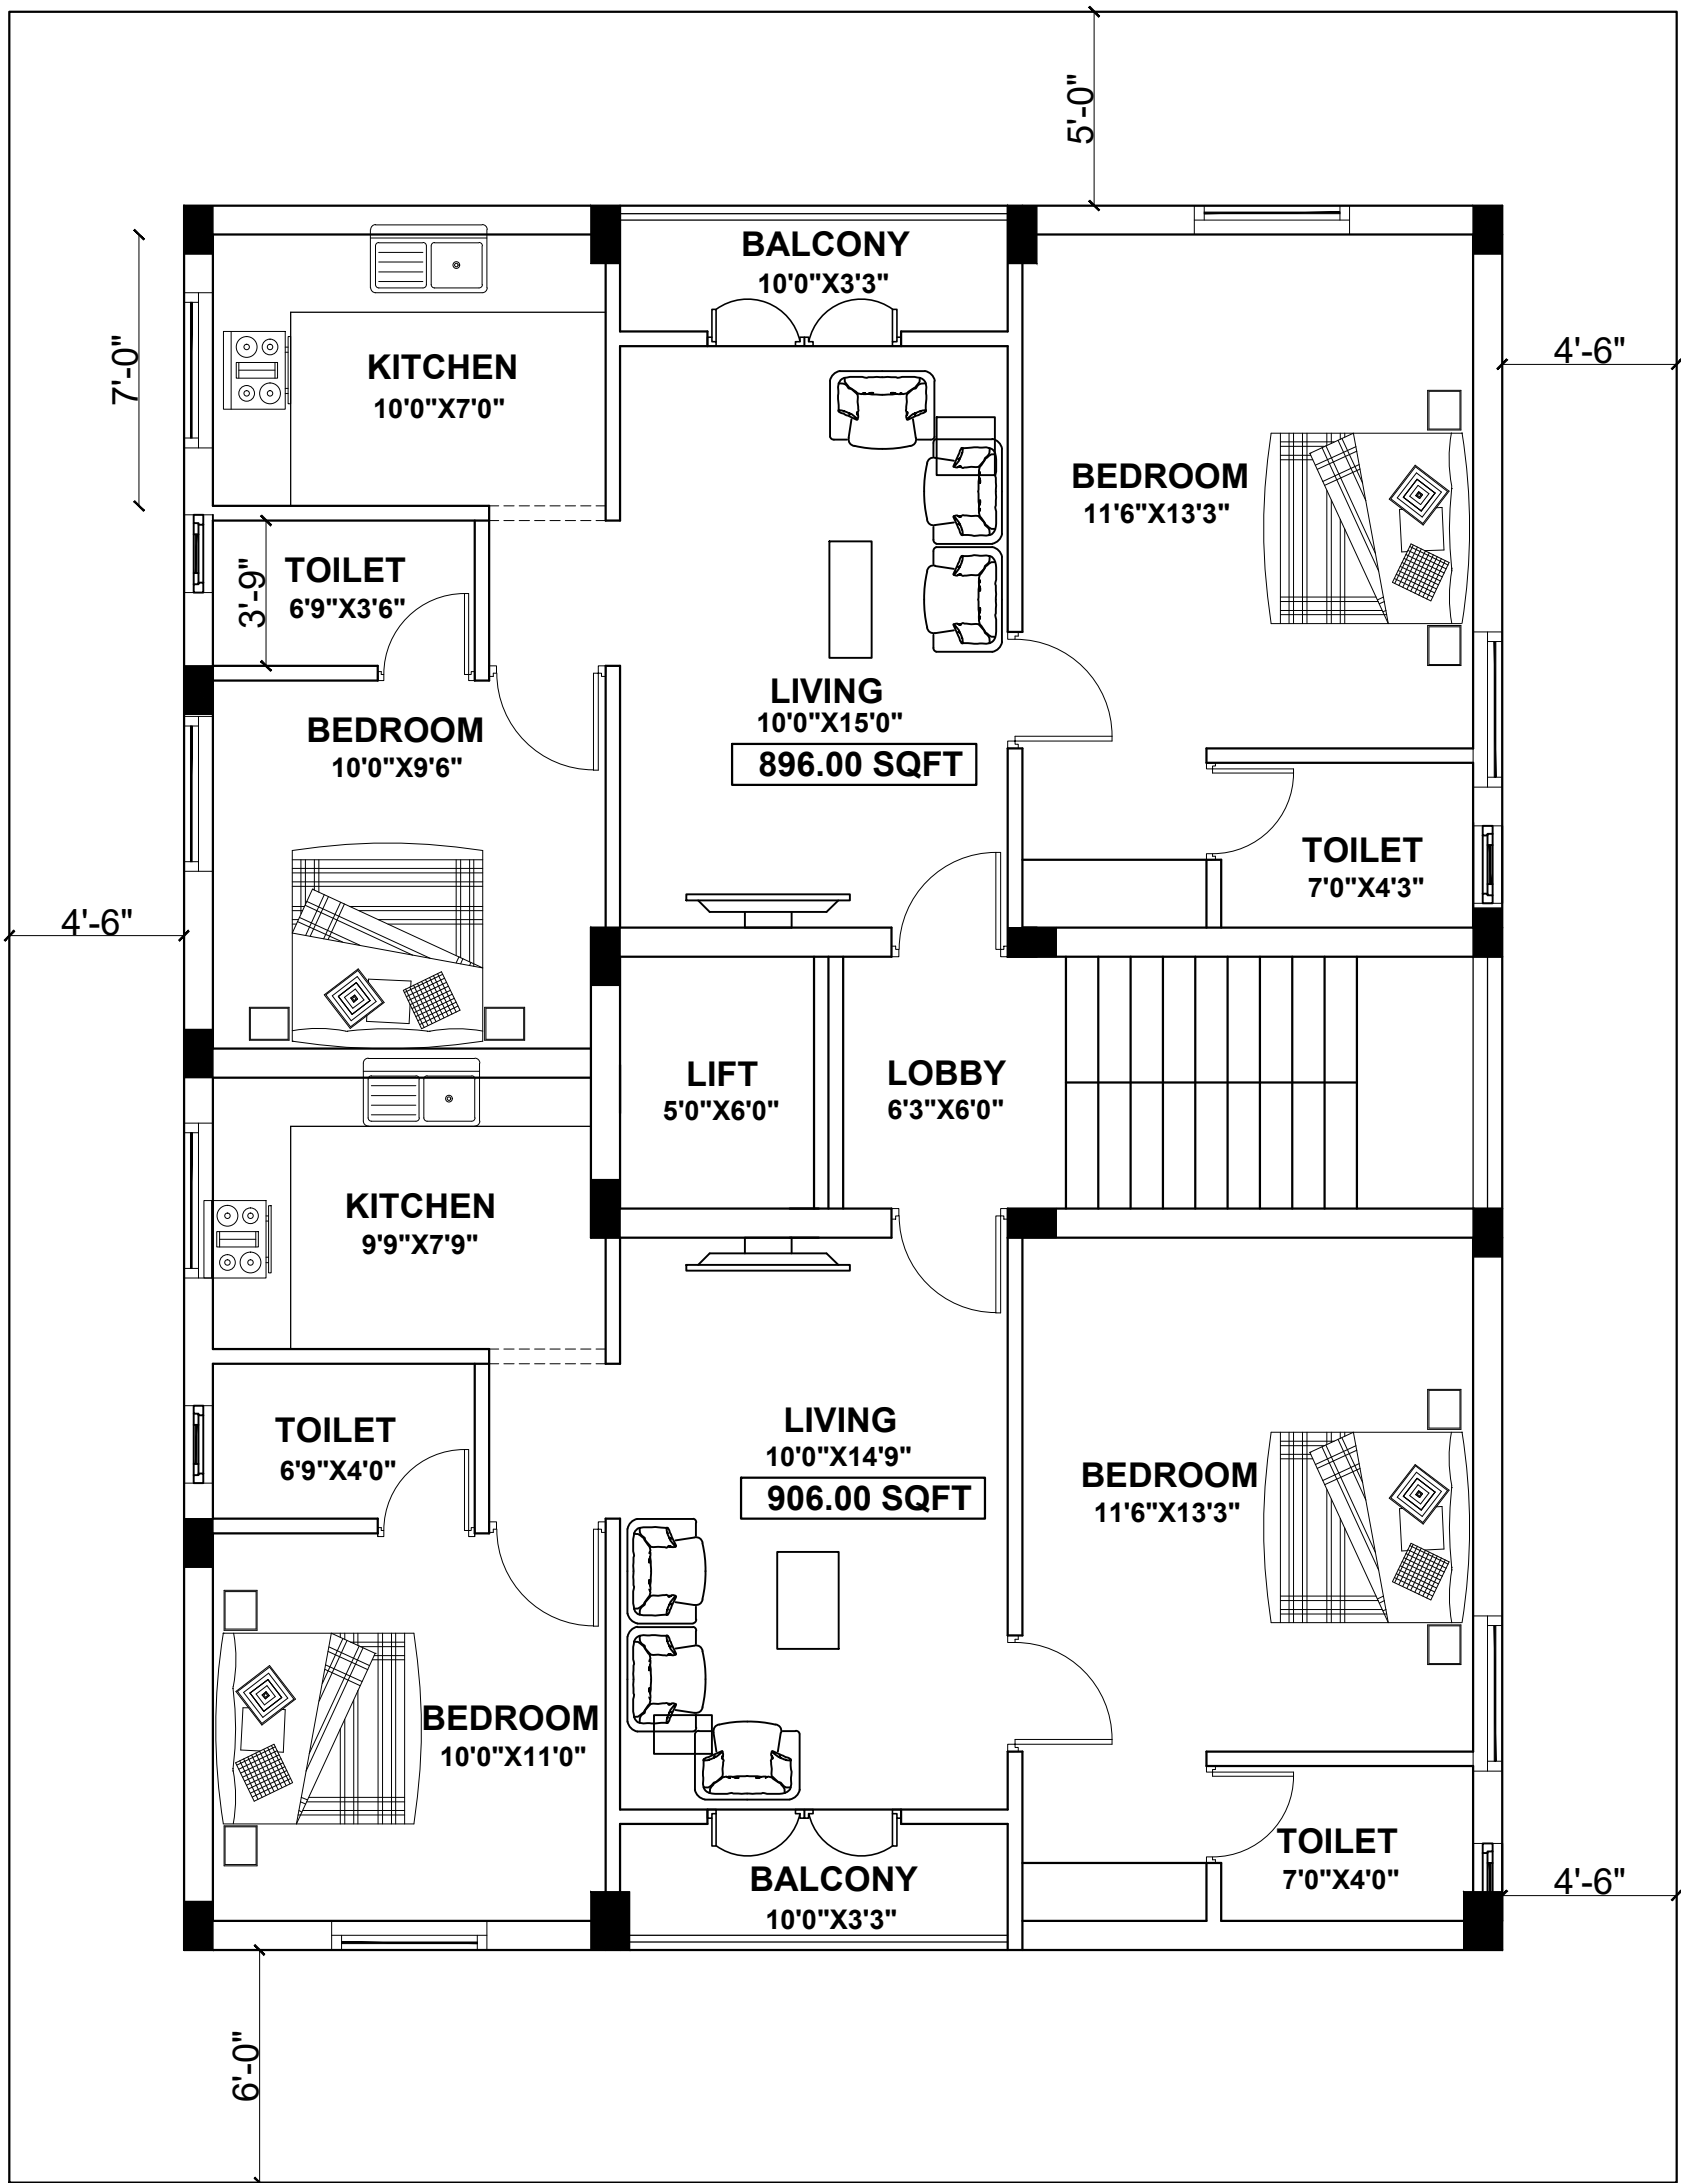 5'-0"
BALCONY
10'0"X3'3"
7'-0"
KITCHEN
10'0"X7'0"
4'-6"
BEDROOM
11'6"X13'3"
TOILET
6'9"X3'6"
3'-9"
LIVING
10'0"X15'0"
896.00 SQFT
BEDROOM
10'0"X9'6"
TOILET
7'0"X4'3"
4'-6"
LIFT
5'0"X6'0"
LOBBY
6'3"X6'0"
KITCHEN
9'9"X7'9"
TOILET
6'9"X4'0"
LIVING
10'0"X14'9"
906.00 SQFT
BEDROOM
11'6"X13'3"
BEDROOM
10'0"X11'0"
TOILET
7'0"X4'0"
BALCONY
10'0"X3'3"
4'-6"
6'-0"